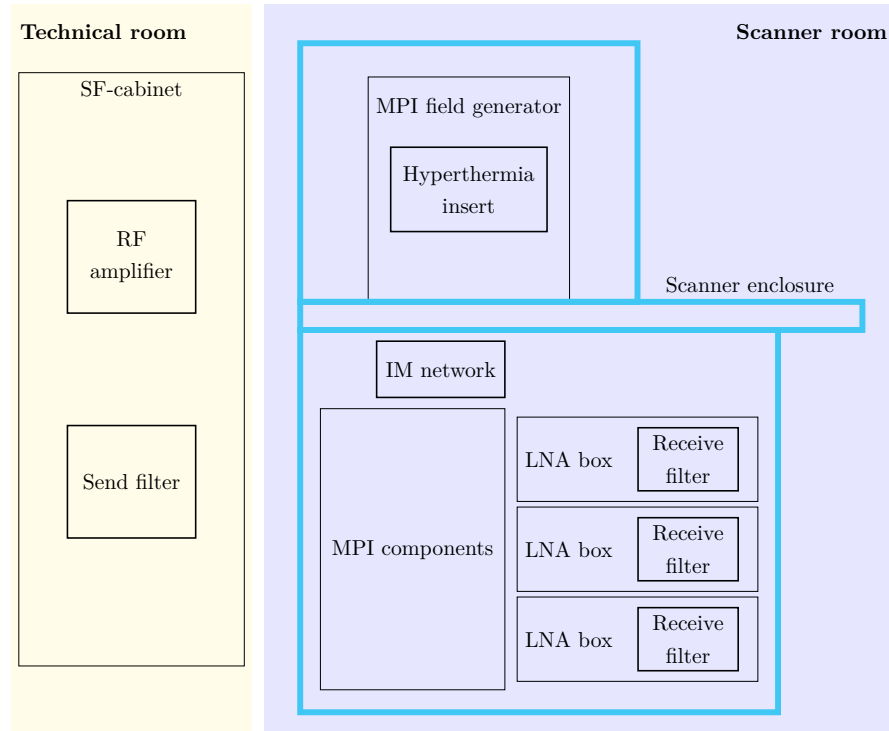 Technical room
SF-cabinet
RF
amplifier
Send filter
Scanner room
MPI field generator
Hyperthermia
insert
Scanner enclosure
IM network
MPI components
LNA box
Receive
filter
LNA box
Receive
filter
LNA box
Receive
filter